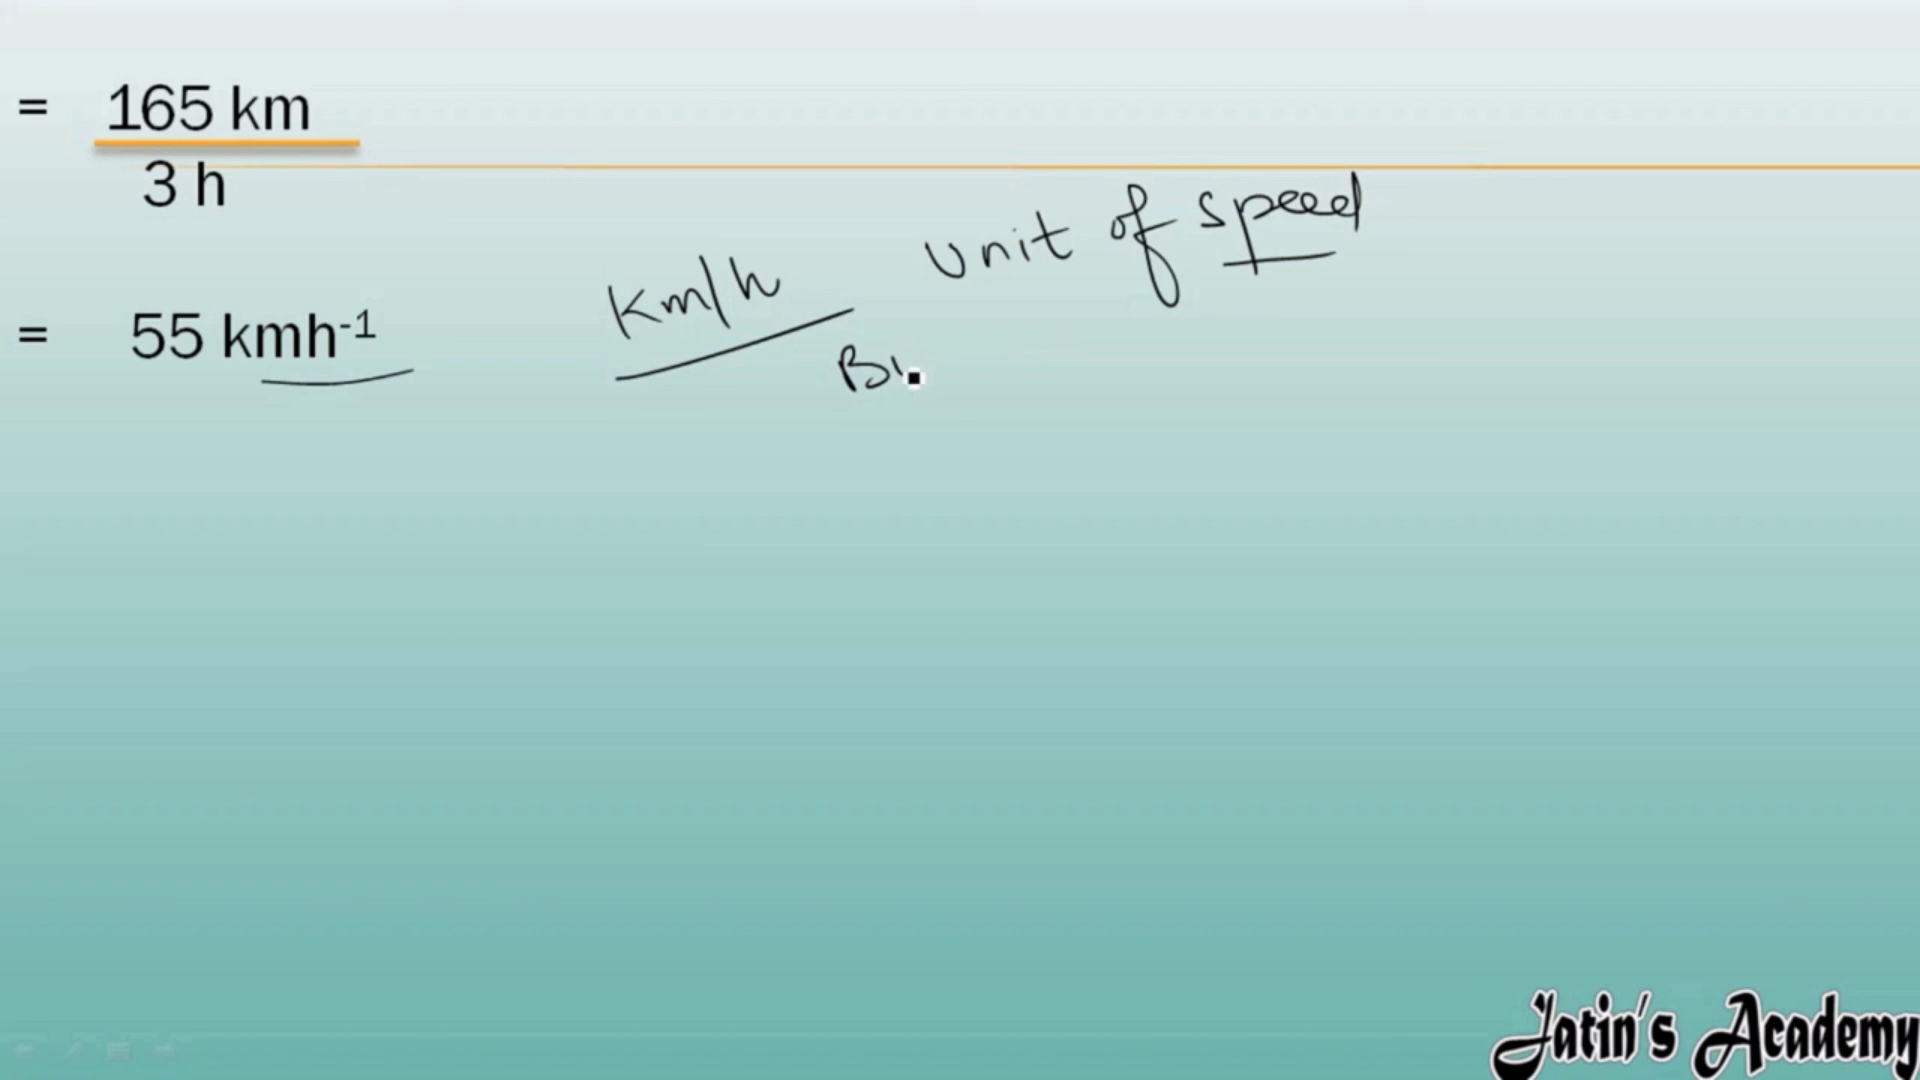 = 165 km
3 h
unit of speed
km/h
= 55 kmh-1
Jatin's Academy